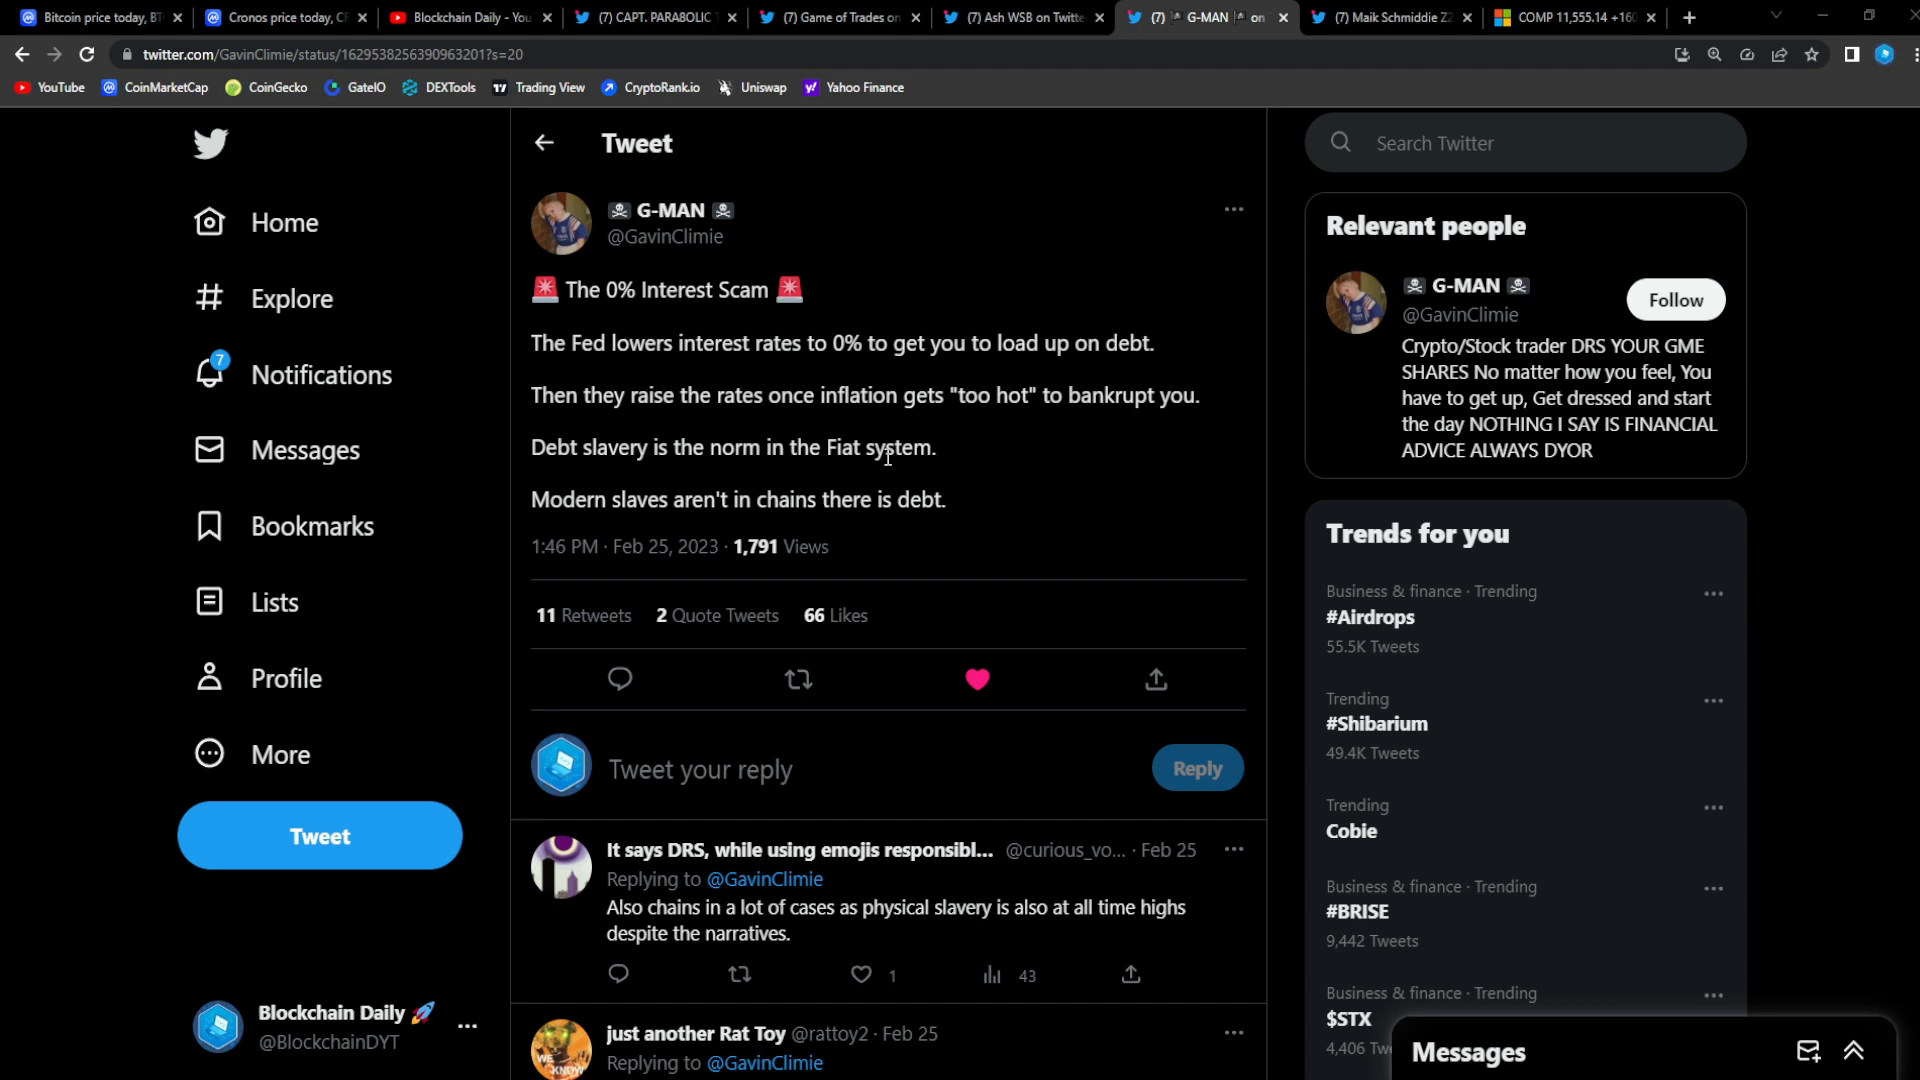 Bitcoin price today, BT
Cronos price today, CR
Blockchain Daily - You
(7) CAPT. PARA8OLIC
(7) Game of Trades on
(7) Ash WSB on Twitte
(7) G-MAN on
(7) Maik Schmiddie Z2
COMP 11,555.14 +16
twitter.com/GavinClimie/status/1629538256390963201?s=20
YouTube
CoinMarketCap
CoinGecko
GateIO
DEXTools
Trading View
CryptoRank.io
Uniswap
Yahoo Finance
Home
Explore
7
Notifications
Messages
Bookmarks
Lists
Profile
More
Tweet
Blockchain Daily 🚀
@BlockchainDYT
Tweet
☠ G-MAN ☠
@GavinClimie
🚨 The 0% Interest Scam 🚨
The Fed lowers interest rates to 0% to get you to load up on debt.
Then they raise the rates once inflation gets "too hot" to bankrupt you.
Debt slavery is the norm in the Fiat system.
Modern slaves aren't in chains there is debt.
1:46 PM · Feb 25, 2023 · 1,791 Views
11 Retweets 2 Quote Tweets 66 Likes
Tweet your reply
Reply
It says DRS, while using emojis responsibl... @curious_vo... · Feb 25
Replying to @GavinClimie
Also chains in a lot of cases as physical slavery is also at all time highs
despite the narratives.
1
43
just another Rat Toy @rattoy2 · Feb 25
Replying to @GavinClimie
WE
KNOW
Search Twitter
Relevant people
☠ G-MAN ☠
@GavinClimie
Follow
Crypto/Stock trader DRS YOUR GME
SHARES No matter how you feel, You
have to get up, Get dressed and start
the day NOTHING I SAY IS FINANCIAL
ADVICE ALWAYS DYOR
Trends for you
Business & finance · Trending
#Airdrops
55.5K Tweets
Trending
#Shibarium
49.4K Tweets
Trending
Cobie
Business & finance · Trending
#BRISE
9,442 Tweets
Business & finance · Trending
$STX
4,406 Tw
Messages